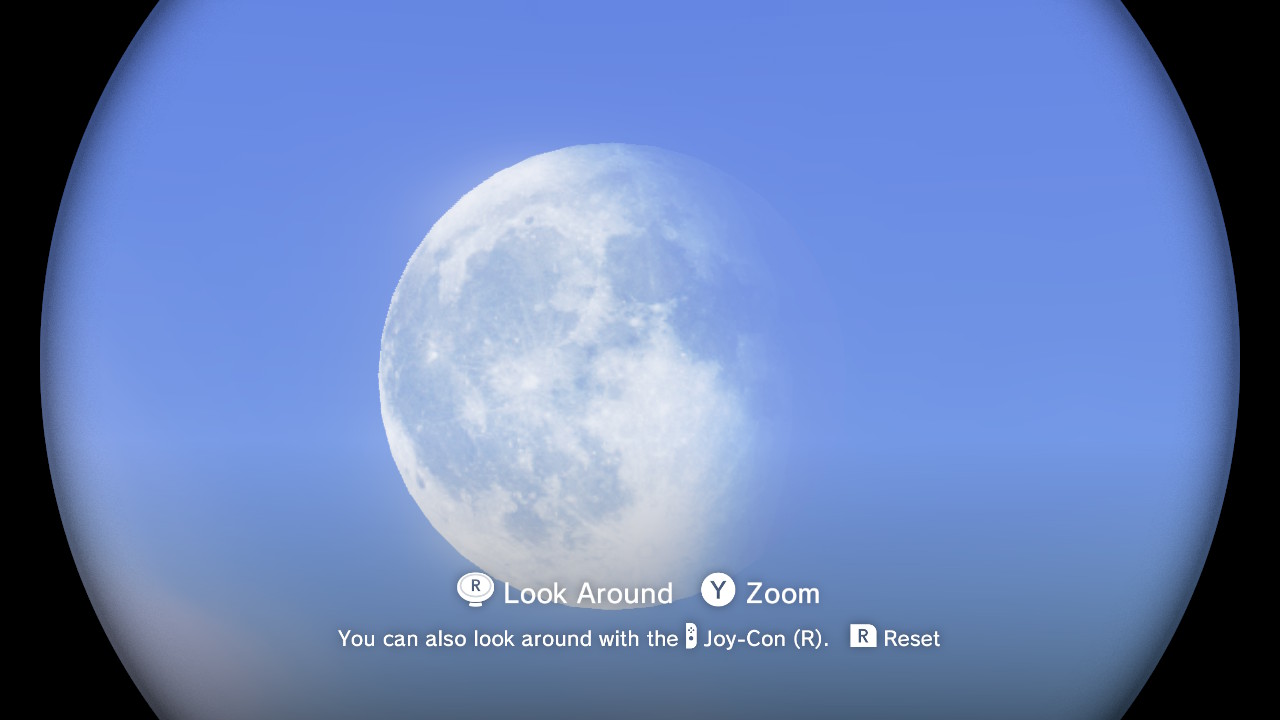 R Look Around Y Zoom
You can also look around with the Joy-Con (R). R Reset